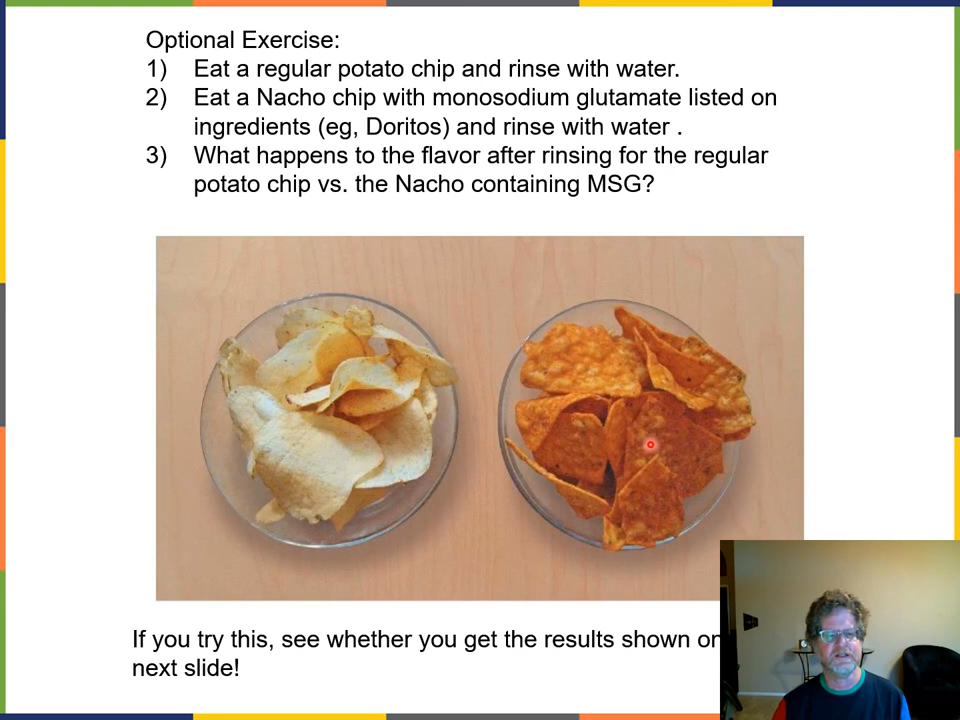 Optional Exercise:
1) Eat a regular potato chip and rinse with water.
2) Eat a Nacho chip with monosodium glutamate listed on
ingredients (eg, Doritos) and rinse with water .
3) What happens to the flavor after rinsing for the regular
potato chip vs. the Nacho containing MSG?
If you try this, see whether you get the results shown on
next slide!